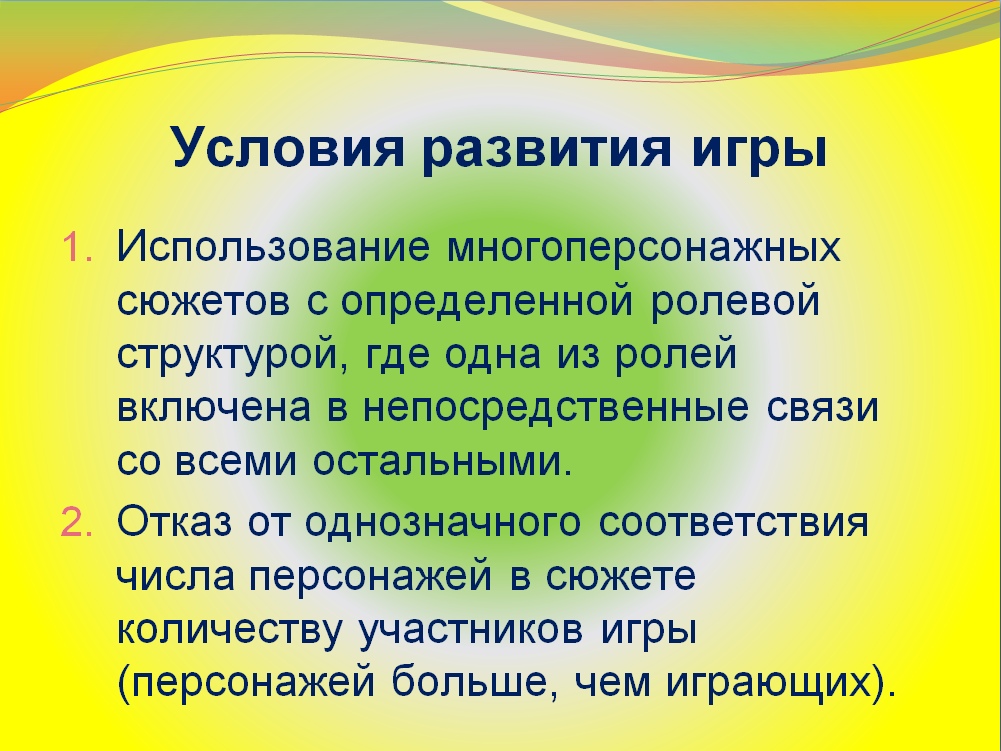 Условия развития игры
1. Использование многоперсонажных
сюжетов с определенной ролевой
структурой, где одна из ролей
включена в непосредственные связи
со всеми остальными.
2. Отказ от однозначного соответствия
числа персонажей в сюжете
количеству участников игры
(персонажей больше, чем играющих).